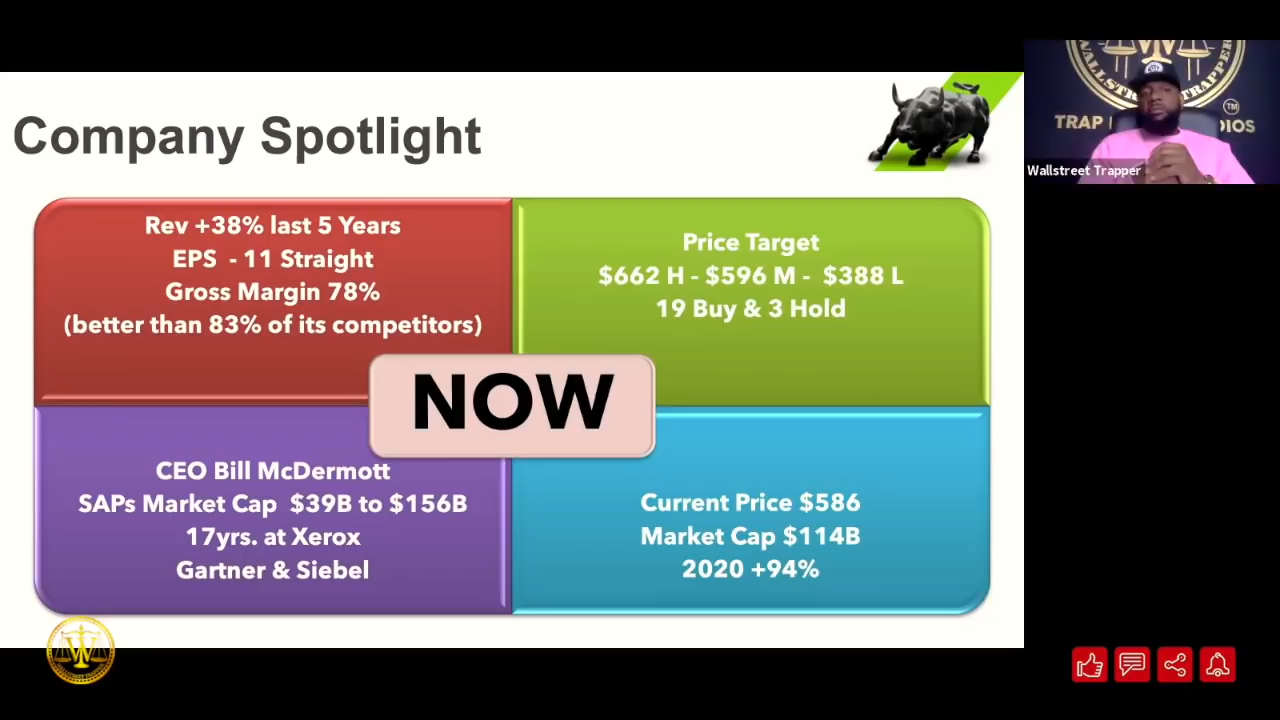 Company Spotlight
Rev +38% last 5 Years
EPS - 11 Straight
Gross Margin 78%
(better than 83% of its competitors)
Price Target
$662 H - $596 M - $388 L
19 Buy & 3 Hold
NOW
CEO Bill McDermott
SAPs Market Cap $39B to $156B
17yrs. at Xerox
Gartner & Siebel
Current Price $586
Market Cap $114B
2020 +94%
TRAP
TM
Wallstreet Trapper